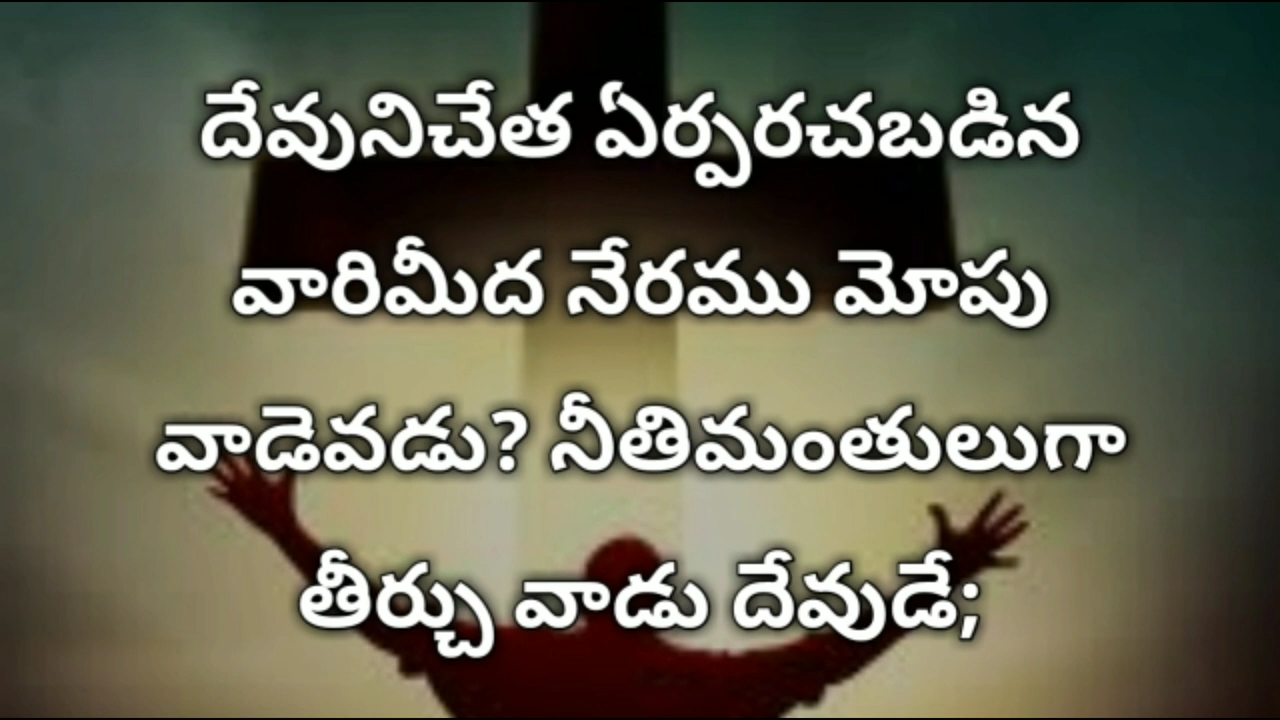 దేవునిచేత ఏర్పరచబడిన
వారిమీద నేరము మోపు
వాడెవడు? నీతిమంతులుగా
తీర్చు వాడు దేవుడే;